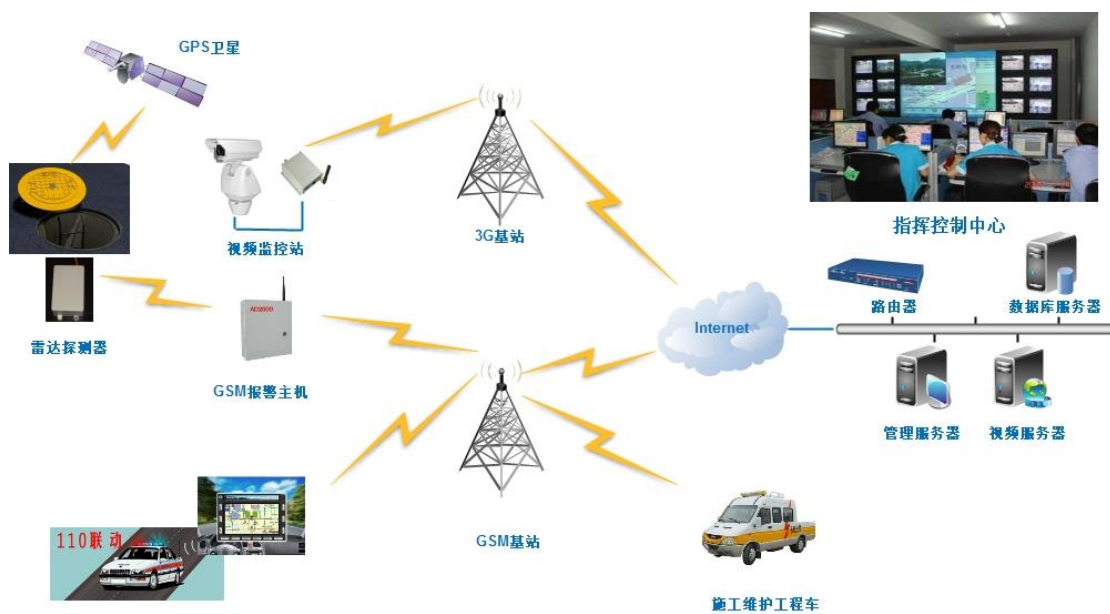 GPS卫星
视频监控站
3G基站
指挥控制中心
路由器
数据库服务器
Internet
雷达探测器
GSM报警主机
管理服务器
视频服务器
110联动
GSM基站
施工维护工程车